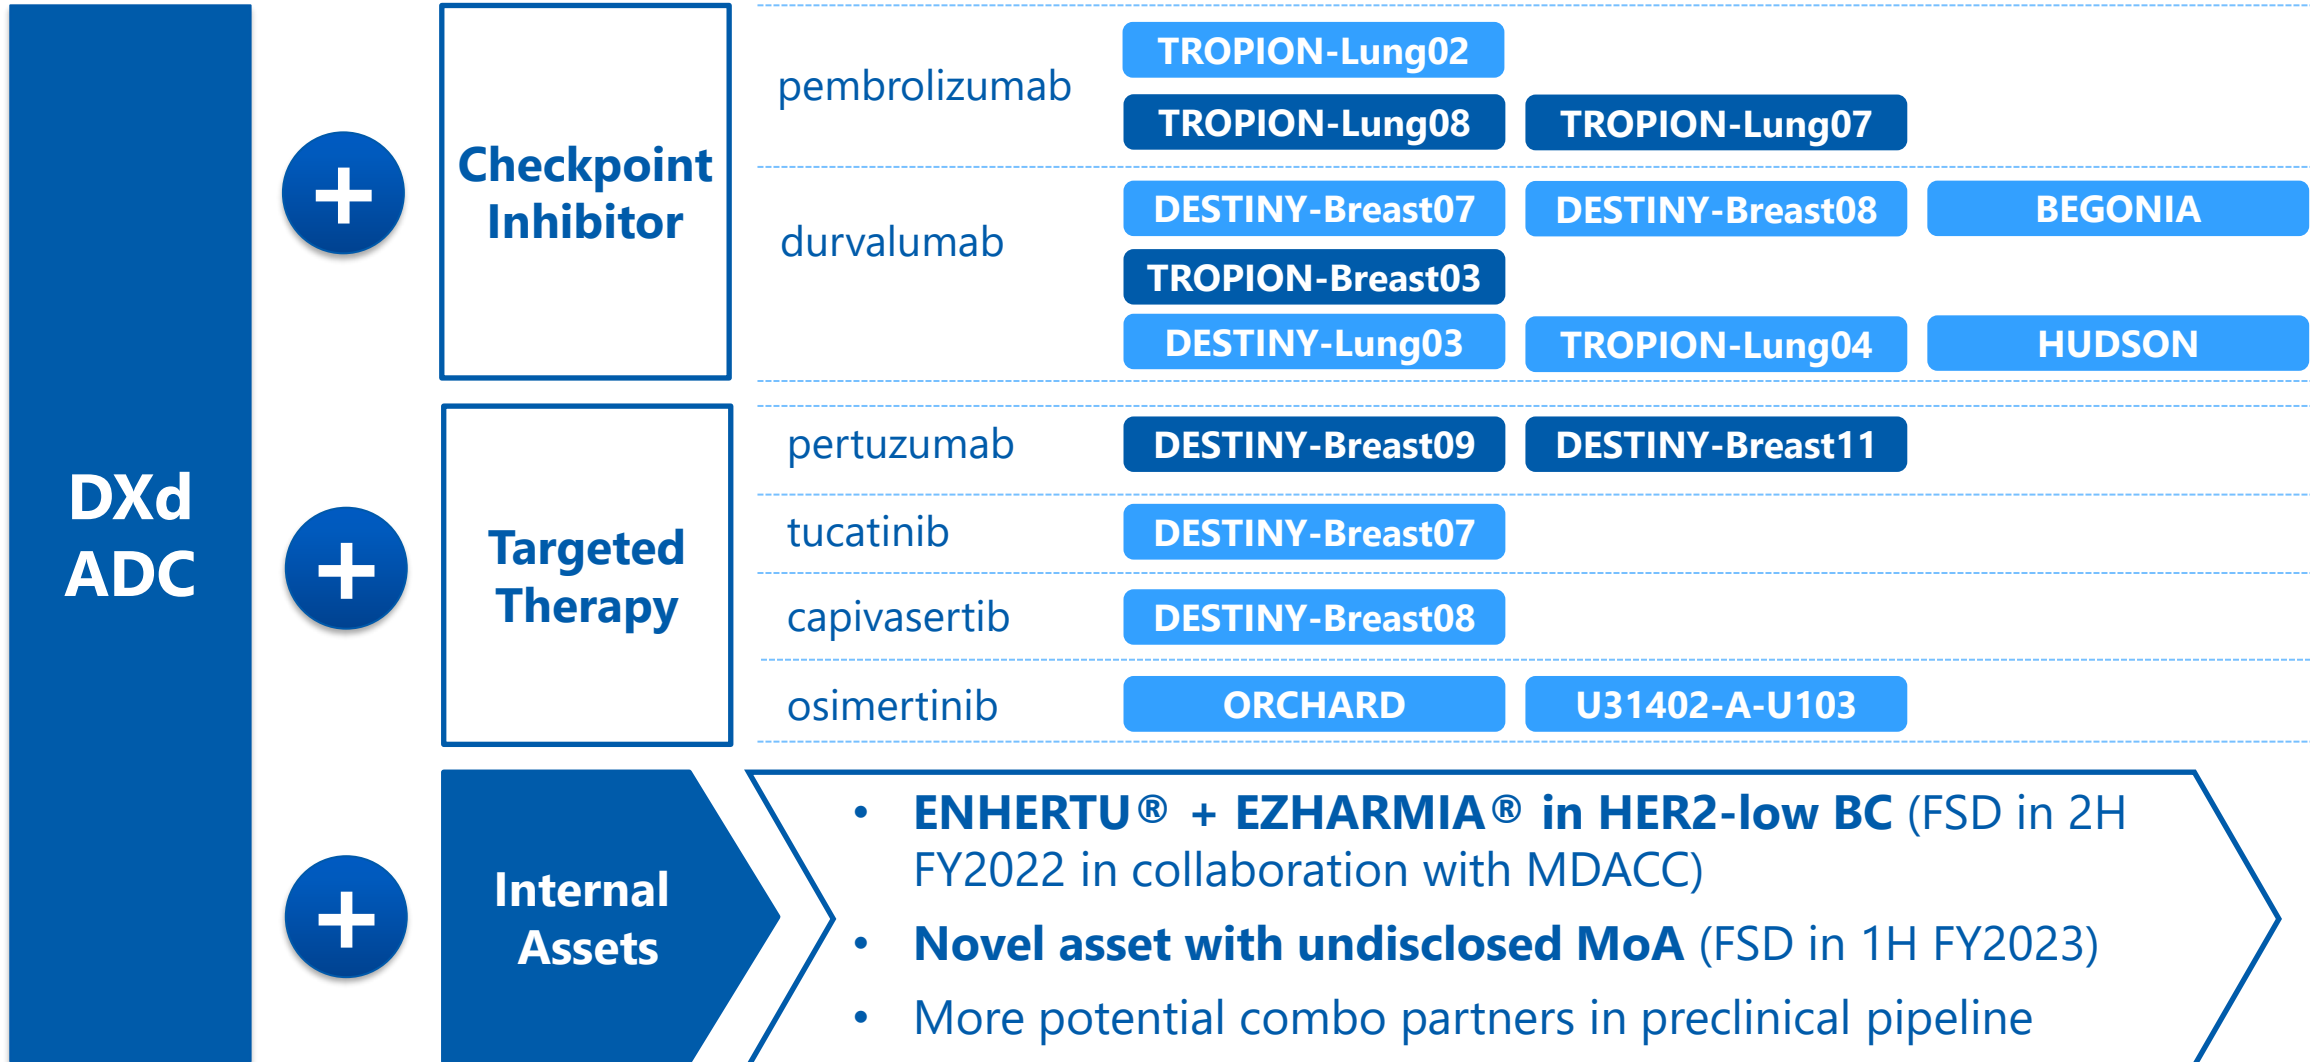 DXd
ADC
+
Checkpoint
Inhibitor
pembrolizumab
TROPION-Lung02
TROPION-Lung08
TROPION-Lung07
durvalumab
DESTINY-Breast07
DESTINY-Breast08
BEGONIA
TROPION-Breast03
DESTINY-Lung03
TROPION-Lung04
HUDSON
+
Targeted
Therapy
pertuzumab
DESTINY-Breast09
DESTINY-Breast11
tucatinib
DESTINY-Breast07
capivasertib
DESTINY-Breast08
osimertinib
ORCHARD
U31402-A-U103
+
Internal
Assets
• ENHERTU® + EZHARMIA® in HER2-low BC (FSD in 2H
FY2022 in collaboration with MDACC)
• Novel asset with undisclosed MoA (FSD in 1H FY2023)
• More potential combo partners in preclinical pipeline